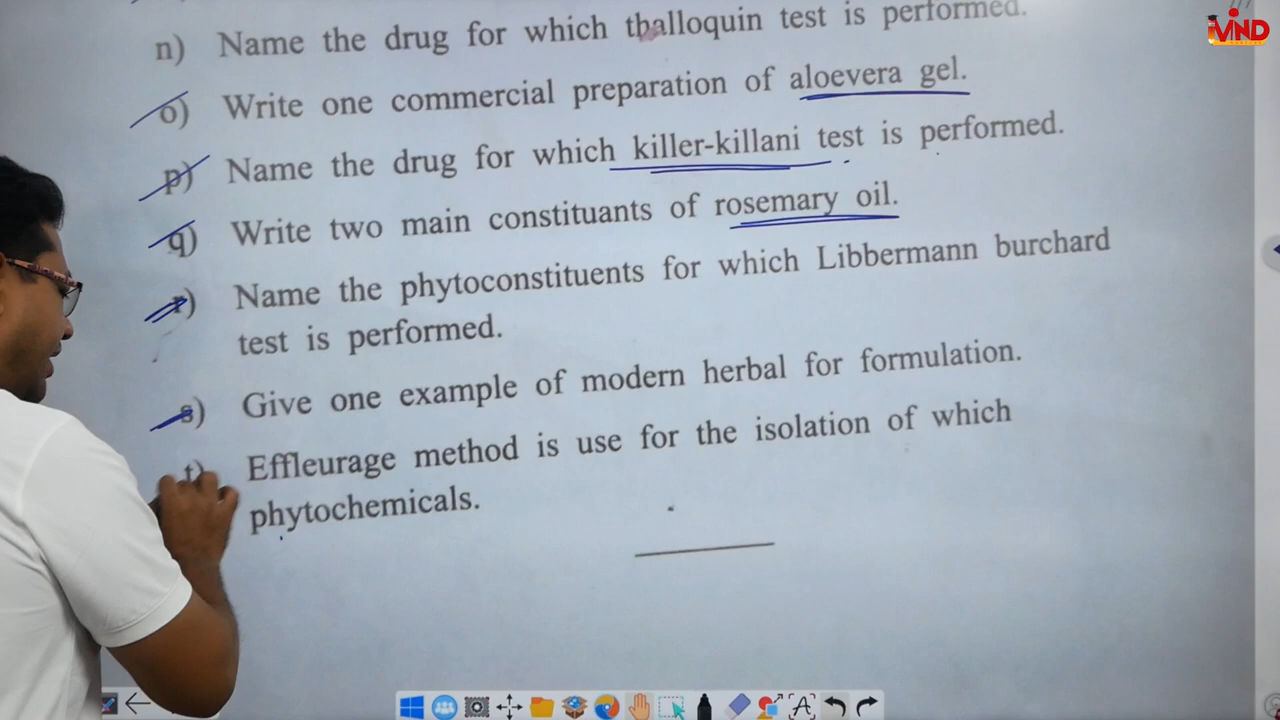 n) Name the drug for which thalloquin test is performed.
o) Write one commercial preparation of aloevera gel.
p) Name the drug for which killer-killani test is performed.
q) Write two main constituants of rosemary oil.
r) Name the phytoconstituents for which Libbermann burchard
test is performed.
s) Give one example of modern herbal for formulation.
t) Effleurage method is use for the isolation of which
phytochemicals.
VIND